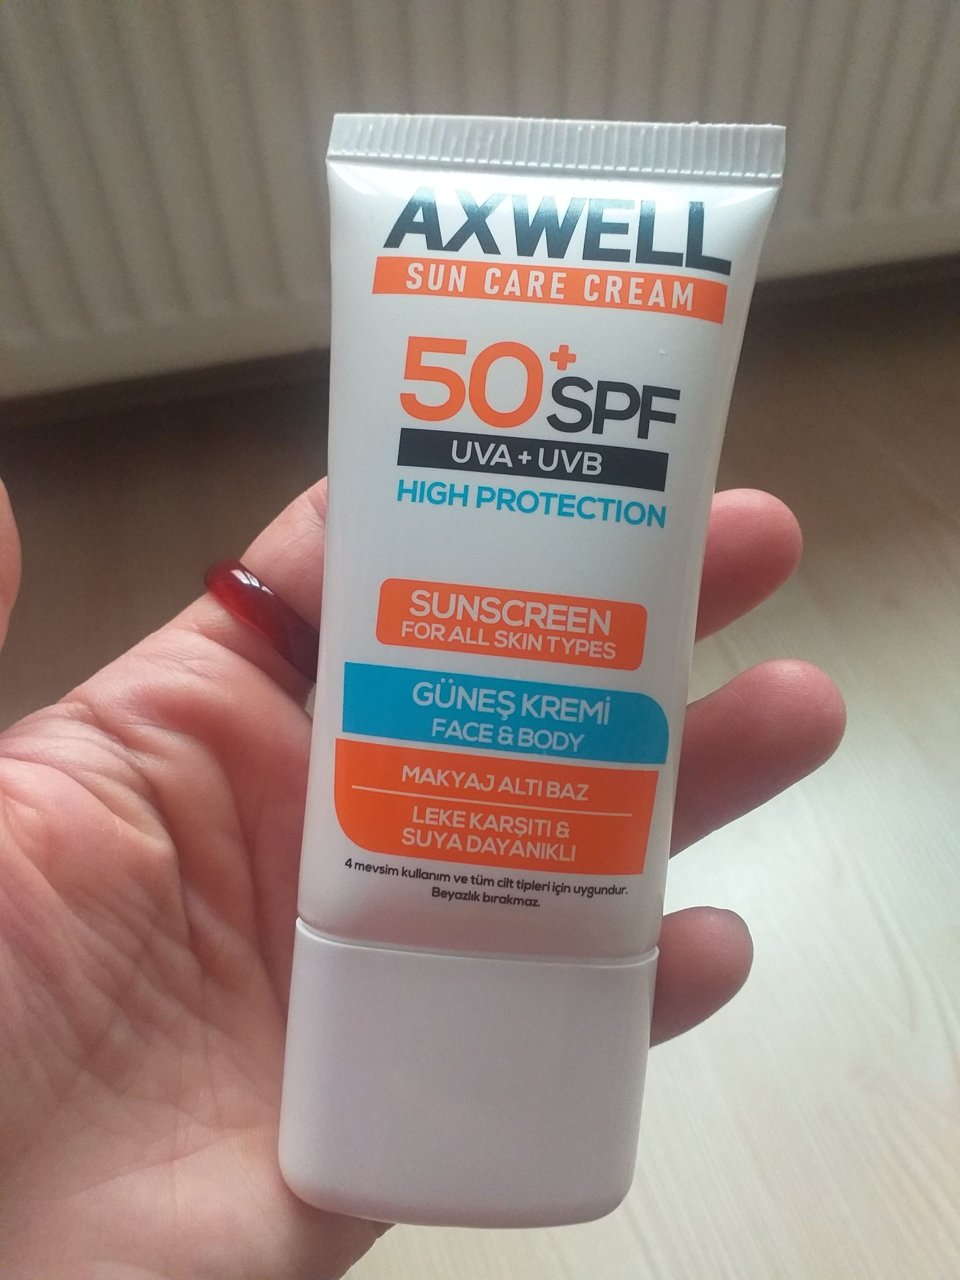 AXWELL
SUN CARE CREAM
50+ SPF
UVA + UVB
HIGH PROTECTION
SUNSCREEN
FOR ALL SKIN TYPES
GÜNEŞ KREMİ
FACE & BODY
MAKYAJ ALTI BAZ
LEKE KARŞITI &
SUYA DAYANIKLI
4 mevsim kullanım ve tüm cilt tipleri için uygundur.
Beyazlık bırakmaz.